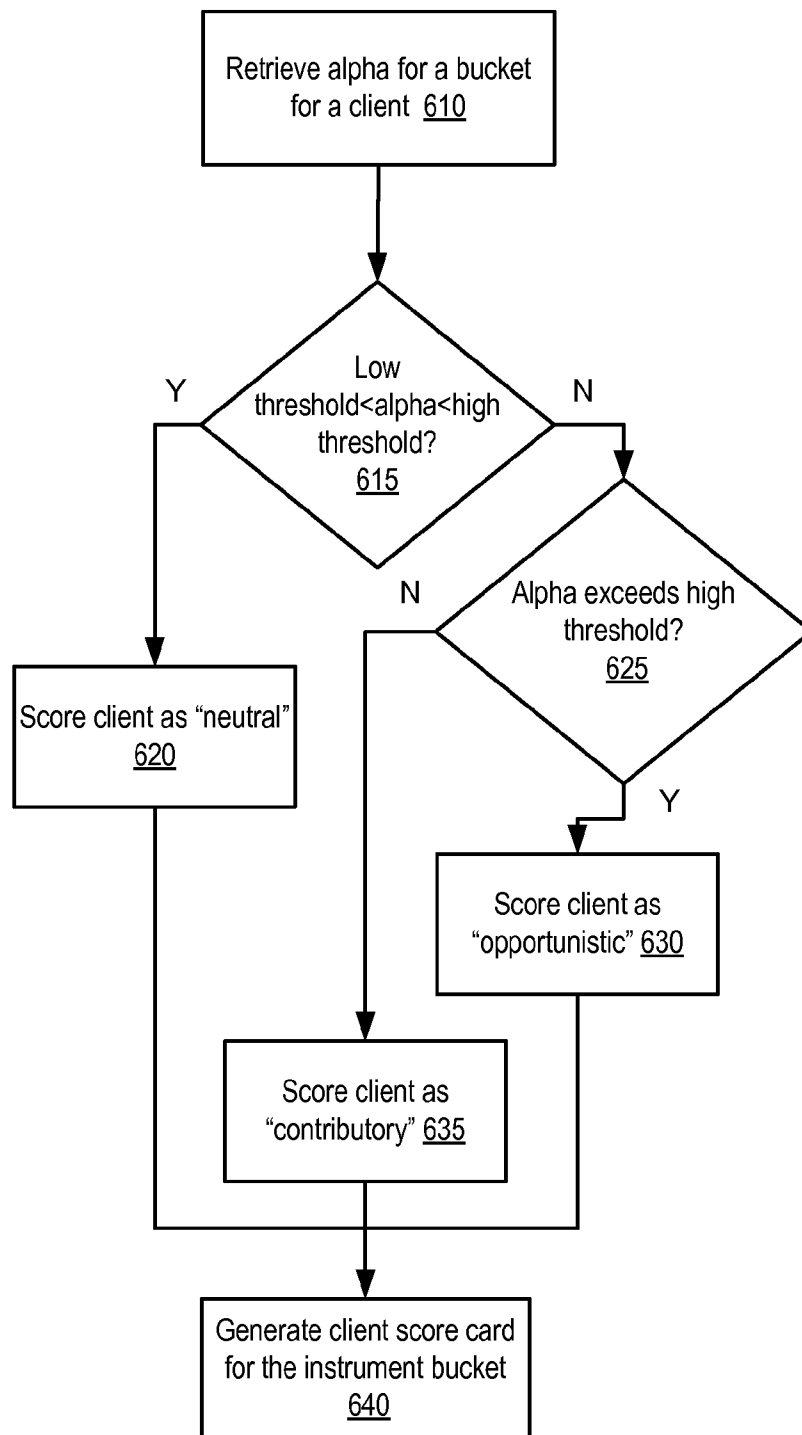 Retrieve alpha for a bucket
for a client 610
Low
threshold<alpha<high
threshold?
615
Y
N
Alpha exceeds high
threshold?
625
N
Y
Score client as “neutral”
620
Score client as
“opportunistic” 630
Score client as
“contributory” 635
Generate client score card
for the instrument bucket
640